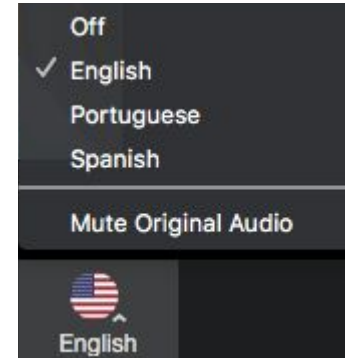 Off
English
Portuguese
Spanish
Mute Original Audio
English